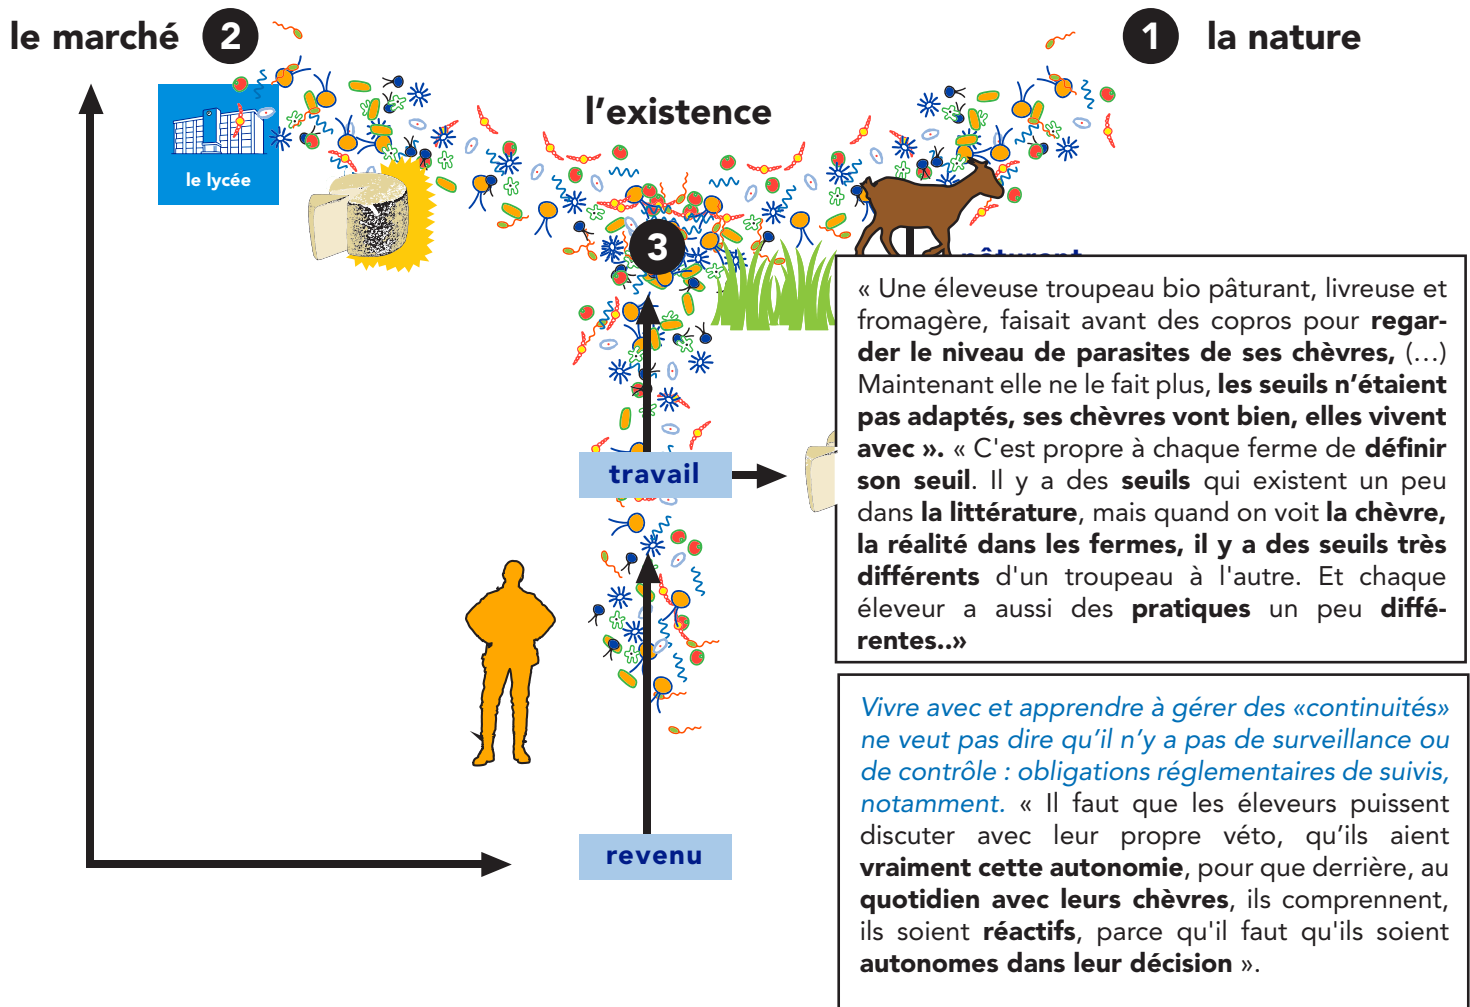 le marché 2
1 la nature
l'existence
le lycée
3
pâturant
travail
revenu
« Une éleveuse troupeau bio pâturant, livreuse et
fromagère, faisait avant des copros pour regar-
der le niveau de parasites de ses chèvres, (...)
Maintenant elle ne le fait plus, les seuils n'étaient
pas adaptés, ses chèvres vont bien, elles vivent
avec ». « C'est propre à chaque ferme de définir
son seuil. Il y a des seuils qui existent un peu
dans la littérature, mais quand on voit la chèvre,
la réalité dans les fermes, il y a des seuils très
différents d'un troupeau à l'autre. Et chaque
éleveur a aussi des pratiques un peu diffé-
rentes..»
Vivre avec et apprendre à gérer des «continuités»
ne veut pas dire qu'il n'y a pas de surveillance ou
de contrôle : obligations réglementaires de suivis,
notamment. « Il faut que les éleveurs puissent
discuter avec leur propre véto, qu'ils aient
vraiment cette autonomie, pour que derrière, au
quotidien avec leurs chèvres, ils comprennent,
ils soient réactifs, parce qu'il faut qu'ils soient
autonomes dans leur décision ».